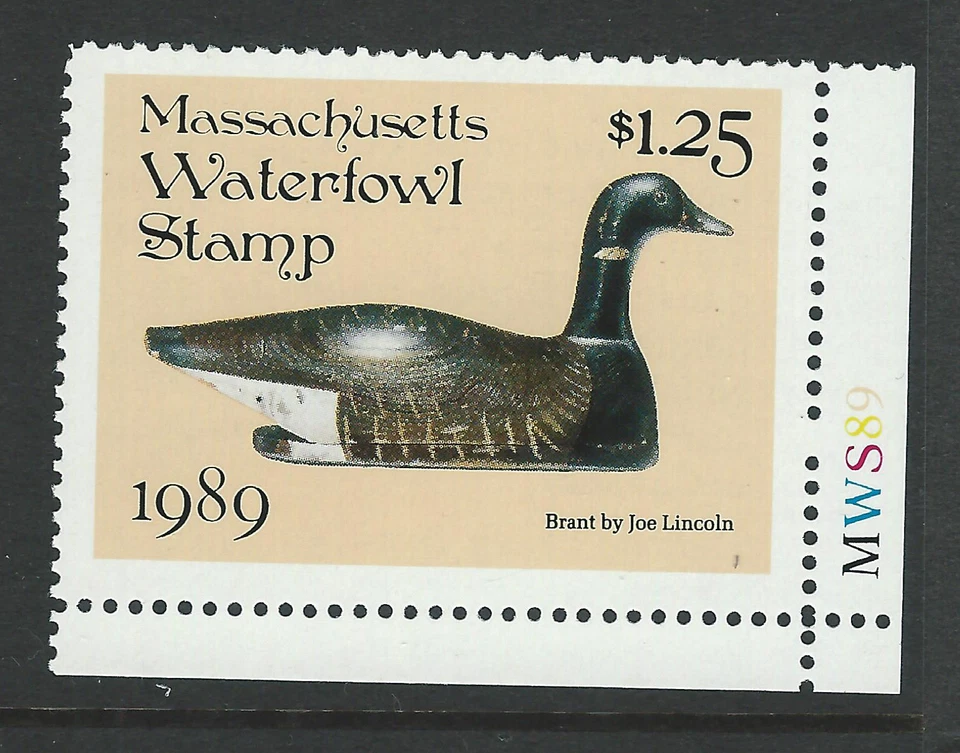 Massachusetts
Waterfowl
Stamp
$1.25
1989
Brant by Joe Lincoln
MWS89